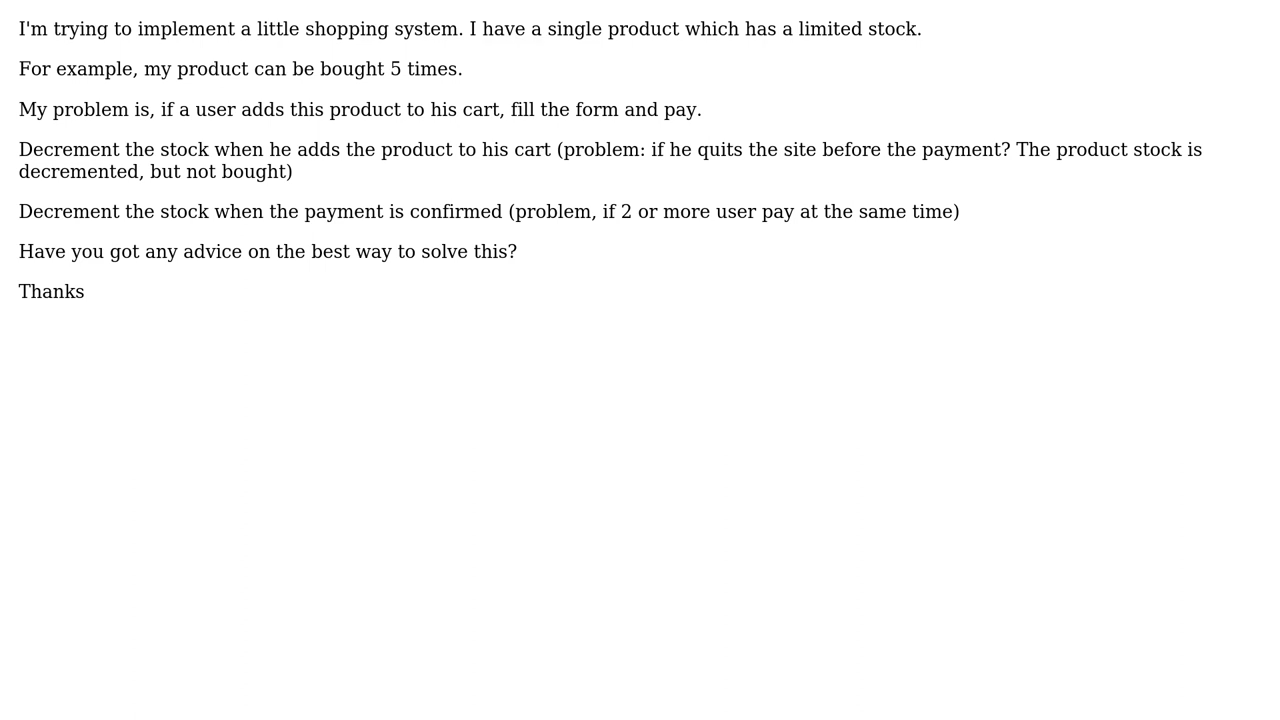 I'm trying to implement a little shopping system. I have a single product which has a limited stock.
For example, my product can be bought 5 times.
My problem is, if a user adds this product to his cart, fill the form and pay.
Decrement the stock when he adds the product to his cart (problem: if he quits the site before the payment? The product stock is
decremented, but not bought)
Decrement the stock when the payment is confirmed (problem, if 2 or more user pay at the same time)
Have you got any advice on the best way to solve this?
Thanks